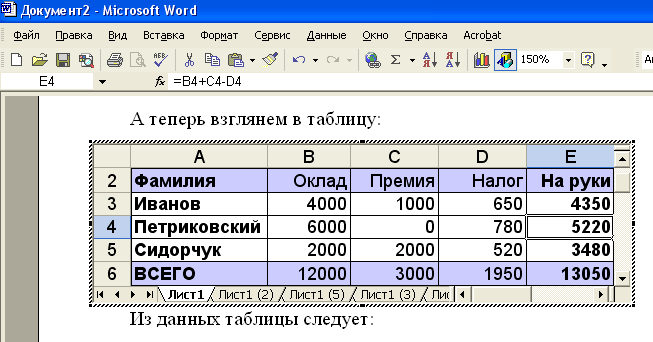 Документ2 - Microsoft Word
Файл Правка Вид Вставка Формат Сервис Данные Окно Справка Acrobat
150%
E4 fx =B4+C4-D4
А теперь взглянем в таблицу:
A B C D E
2 Фамилия Оклад Премия Налог На руки
3 Иванов 4000 1000 650 4350
4 Петриковский 6000 0 780 5220
5 Сидорчук 2000 2000 520 3480
6 ВСЕГО 12000 3000 1950 13050
Лист1 Лист1 (2) Лист1 (5) Лист1 (3)
Из данных таблицы следует: